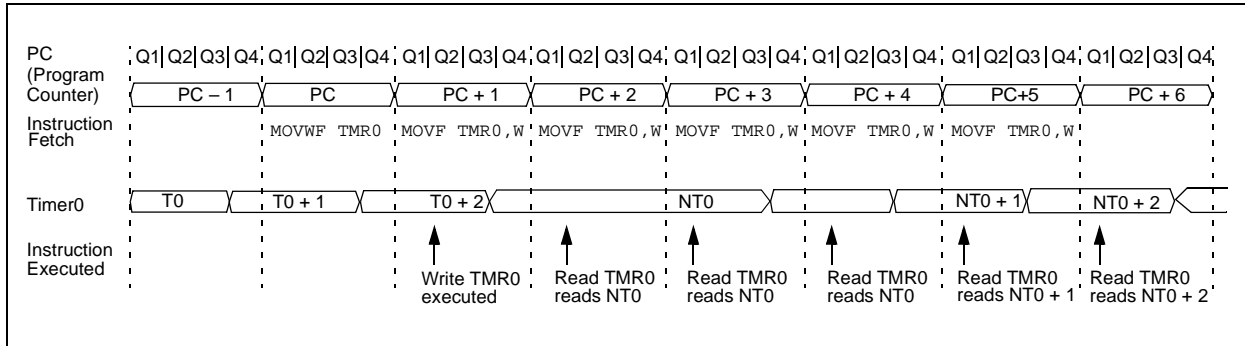 PC (Program Counter)
Q1 Q2 Q3 Q4 Q1 Q2 Q3 Q4 Q1 Q2 Q3 Q4 Q1 Q2 Q3 Q4 Q1 Q2 Q3 Q4 Q1 Q2 Q3 Q4 Q1 Q2 Q3 Q4 Q1 Q2 Q3 Q4
PC – 1 PC PC + 1 PC + 2 PC + 3 PC + 4 PC+5 PC + 6
Instruction Fetch
MOVWF TMR0 MOVF TMR0,W MOVF TMR0,W MOVF TMR0,W MOVF TMR0,W MOVF TMR0,W
Timer0 T0 T0 + 1 T0 + 2 NT0 NT0 + 1 NT0 + 2
Instruction Executed
Write TMR0 executed
Read TMR0 reads NT0
Read TMR0 reads NT0
Read TMR0 reads NT0
Read TMR0 reads NT0 + 1
Read TMR0 reads NT0 + 2